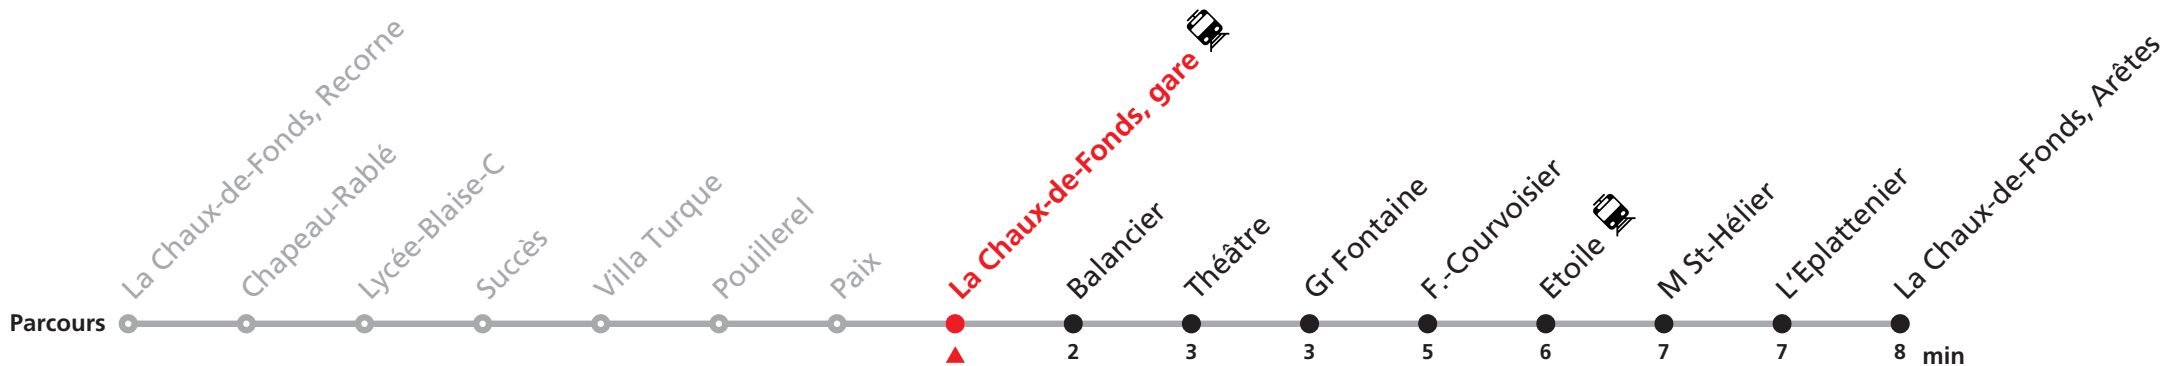 La Chaux-de-Fonds, Recorne
Chapeau-Rablé
Lycée-Blaise-C
Succès
Villa Turque
Pouillerel
Paix
La Chaux-de-Fonds, gare
Balancier
Théâtre
Gr Fontaine
F.-Courvoisier
Etoile
M St-Hélier
L'Eplattenier
La Chaux-de-Fonds, Arêtes
Parcours
2 3 3 5 6 7 7 8 min